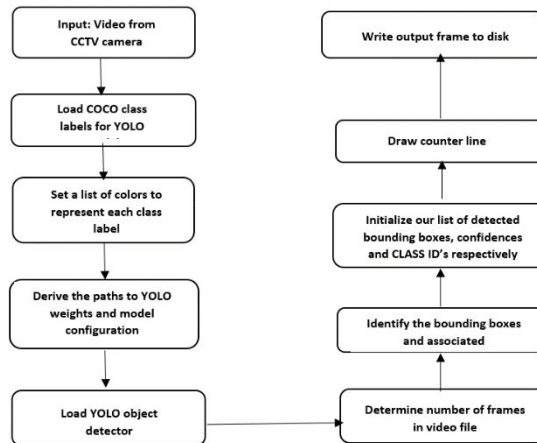 Input: Video from
CCTV camera
Load COCO class
labels for YOLO
Set a list of colors to
represent each class
label
Derive the paths to YOLO
weights and model
configuration
Load YOLO object
detector
Determine number of frames
in video file
Identify the bounding boxes
and associated
Initialize our list of detected
bounding boxes, confidences
and CLASS ID's respectively
Draw counter line
Write output frame to disk